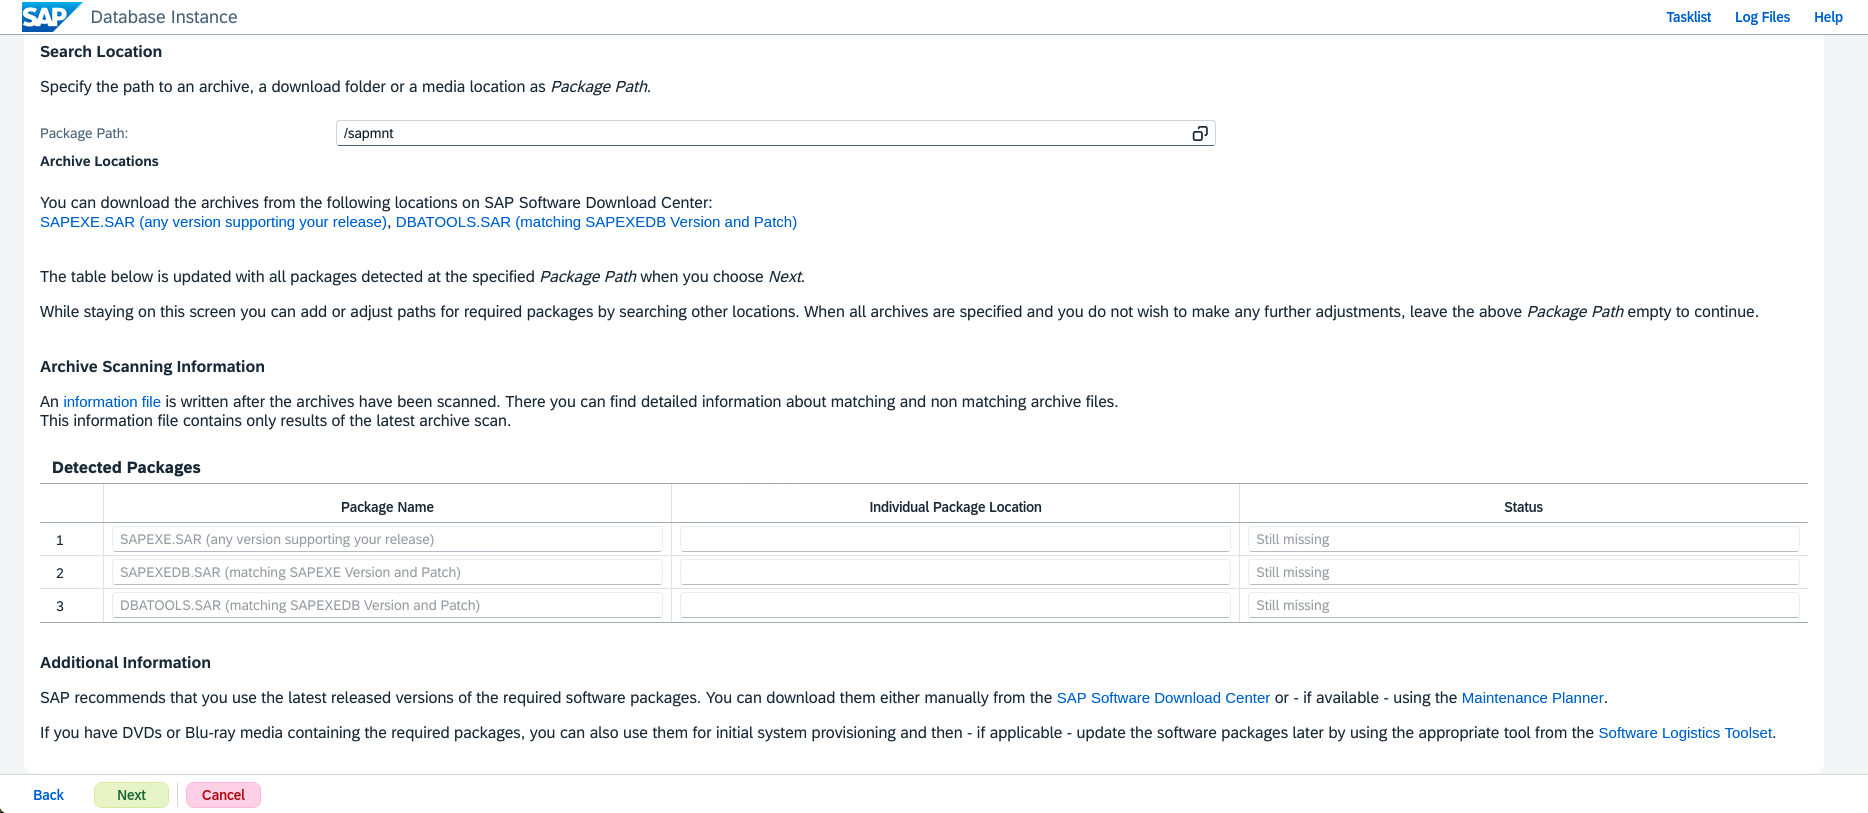 SAP Database Instance Tasklist Log Files Help
Search Location
Specify the path to an archive, a download folder or a media location as Package Path.
Package Path: /sapmnt
Archive Locations
You can download the archives from the following locations on SAP Software Download Center:
SAPEXE.SAR (any version supporting your release), DBATOOLS.SAR (matching SAPEXEDB Version and Patch)
The table below is updated with all packages detected at the specified Package Path when you choose Next.
While staying on this screen you can add or adjust paths for required packages by searching other locations. When all archives are specified and you do not wish to make any further adjustments, leave the above Package Path empty to continue.
Archive Scanning Information
An information file is written after the archives have been scanned. There you can find detailed information about matching and non matching archive files.
This information file contains only results of the latest archive scan.
Detected Packages
Package Name Individual Package Location Status
1 SAPEXE.SAR (any version supporting your release) Still missing
2 SAPEXEDB.SAR (matching SAPEXE Version and Patch) Still missing
3 DBATOOLS.SAR (matching SAPEXEDB Version and Patch) Still missing
Additional Information
SAP recommends that you use the latest released versions of the required software packages. You can download them either manually from the SAP Software Download Center or - if available - using the Maintenance Planner.
If you have DVDs or Blu-ray media containing the required packages, you can also use them for initial system provisioning and then - if applicable - update the software packages later by using the appropriate tool from the Software Logistics Toolset.
Back Next Cancel